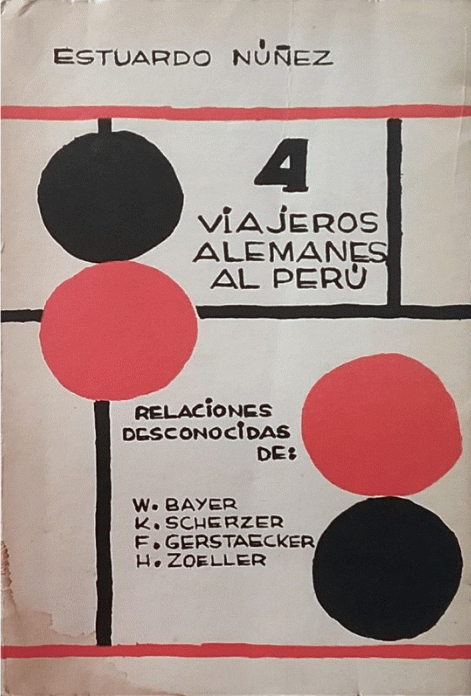 ESTUARDO NÚÑEZ
4
VIAJEROS
ALEMANES
AL PERÚ
RELACIONES
DESCONOCIDAS
DE:
W. BAYER
K. SCHERZER
F. GERSTAECKER
H. ZOELLER